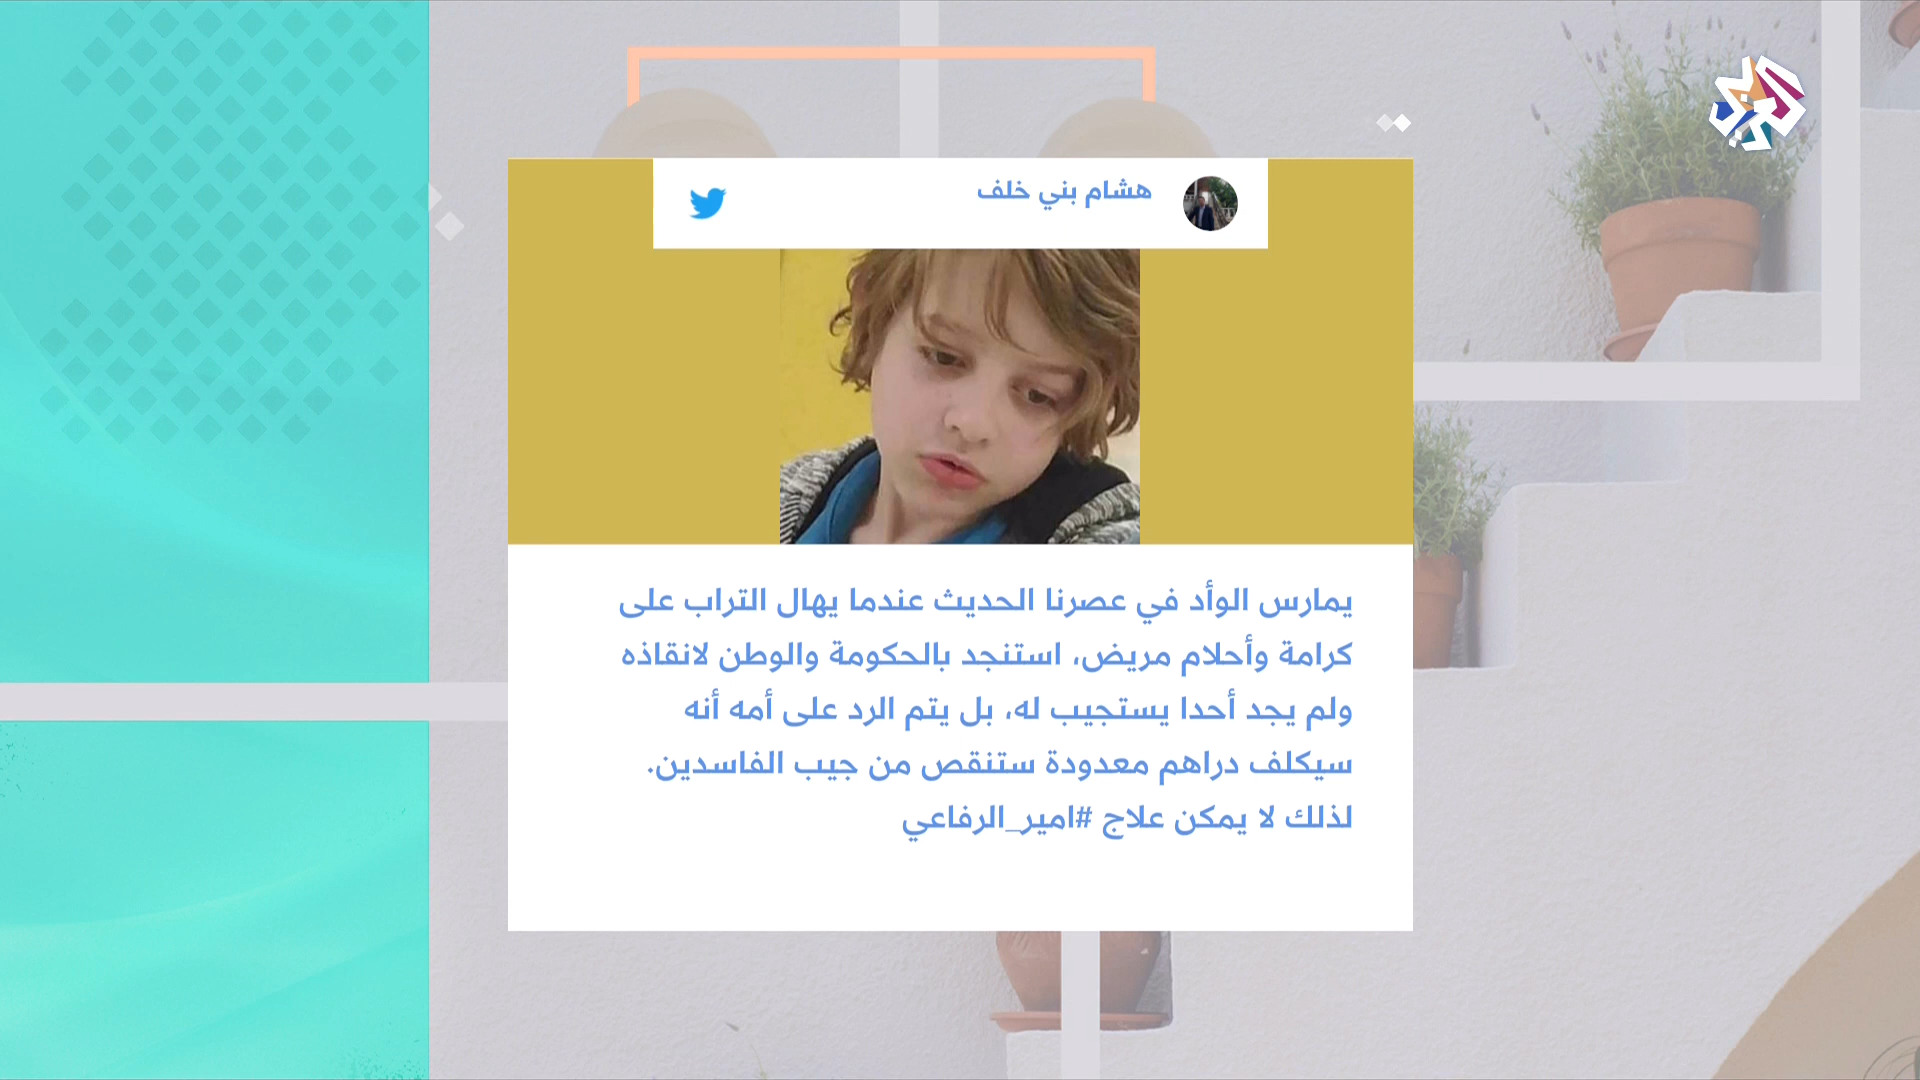 هشام بني خلف
يمارس الوأد في عصرنا الحديث عندما يهال التراب على
كرامة وأحلام مريض، استنجد بالحكومة والوطن لانقاذه
ولم يجد أحدا يستجيب له، بل يتم الرد على أمه أنه
سيكلف دراهم معدودة ستنقص من جيب الفاسدين.
لذلك لا يمكن علاج #امير_الرفاعي